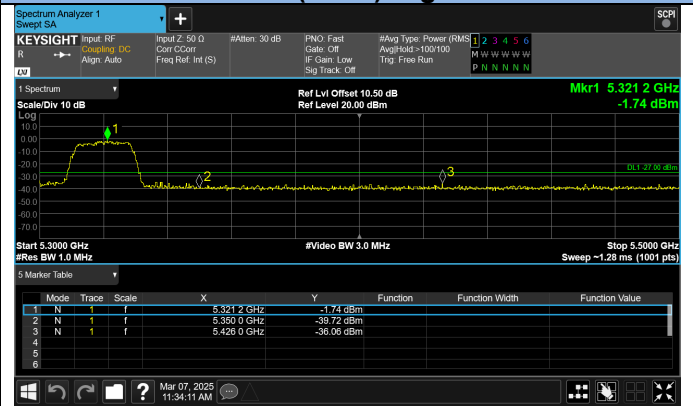 Spectrum Analyzer 1
Swept SA
+
SCPI
KEYSIGHT Input: RF Input Z: 50 Ω #Atten: 30 dB PNO: Fast #Avg Type: Power (RMS 1 2 3 4 5 6
R Coupling: DC Corr CCorr Gate: Off Avg|Hold:>100/100 M W W W W W
Align: Auto Freq Ref: Int (S) IF Gain: Low Trig: Free Run
Sig Track: Off P N N N N N
LXI
1 Spectrum Ref Lvl Offset 10.50 dB Mkr1 5.321 2 GHz
Scale/Div 10 dB Ref Level 20.00 dBm -1.74 dBm
Log
10.0
0.00
-10.0
-20.0
-30.0
-40.0
-50.0
-60.0
-70.0
1
2
3
DL1 -27.00 dBm
Start 5.3000 GHz #Video BW 3.0 MHz Stop 5.5000 GHz
#Res BW 1.0 MHz Sweep ~1.28 ms (1001 pts)
5 Marker Table
Mode Trace Scale X Y Function Function Width Function Value
1 N 1 f 5.321 2 GHz -1.74 dBm
2 N 1 f 5.350 0 GHz -39.72 dBm
3 N 1 f 5.426 0 GHz -36.06 dBm
4
5
6
? Mar 07, 2025
11:34:11 AM